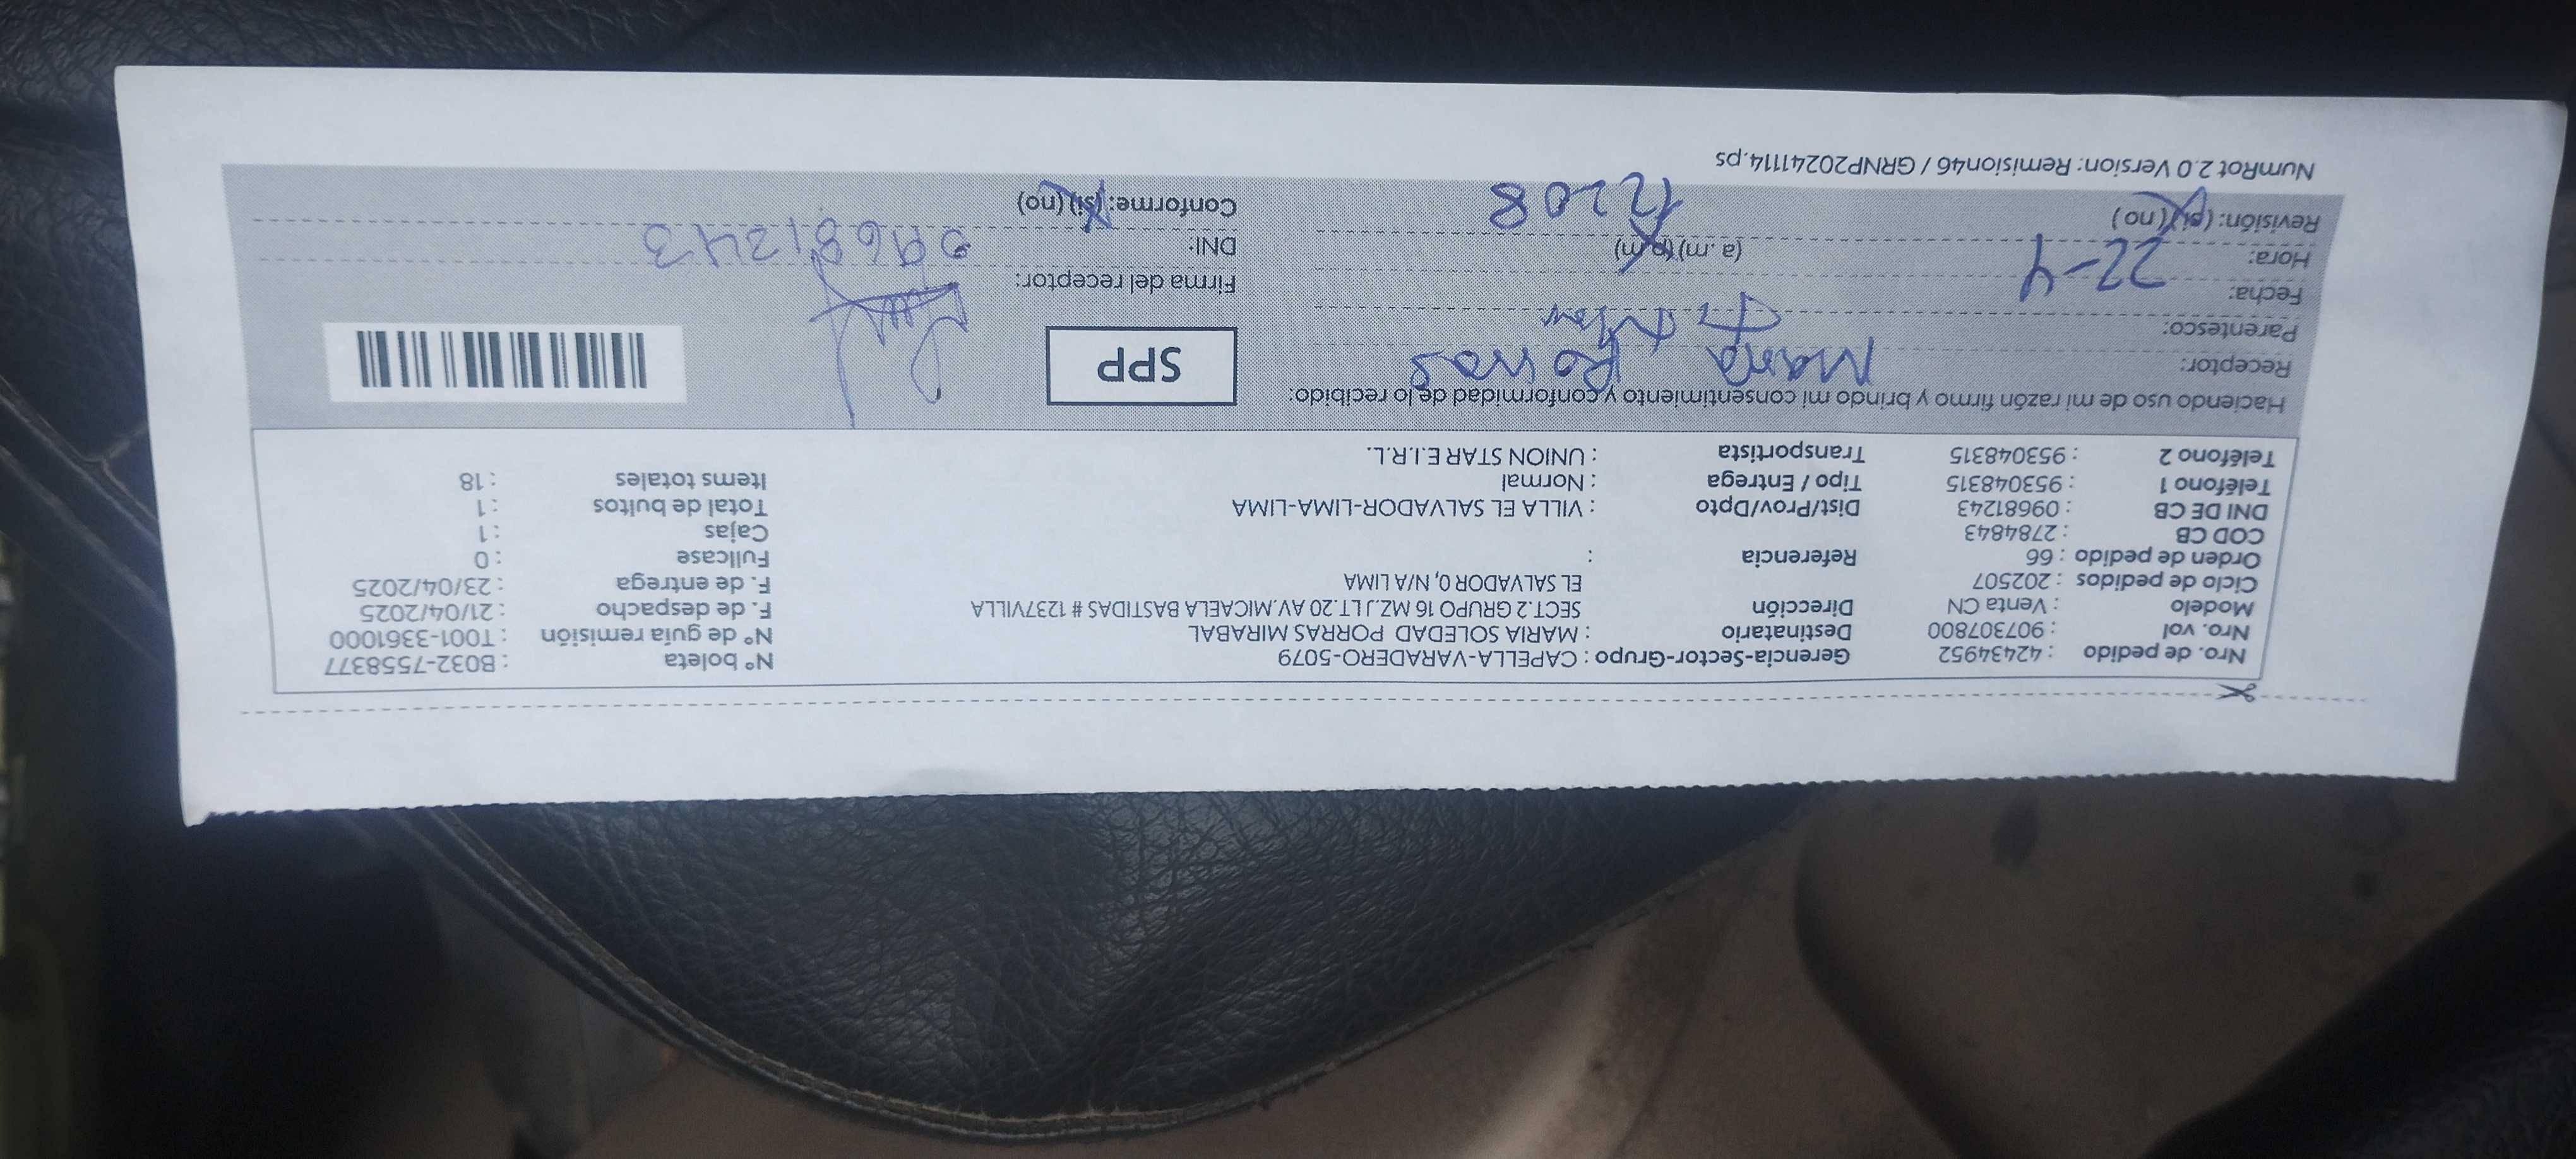 Nro. de pedido : 42434952 Gerencia-Sector-Grupo : CAPELLA-VARADERO-5079 N° boleta : B032-7558377
Nro. vol : 907307800 Destinatario : MARIA SOLEDAD PORRAS MIRABAL N° de guía remisión : T001-3361000
Modelo : Venta CN Dirección SECT.2 GRUPO 16 MZ.J LT.20 AV.MICAELA BASTIDAS # 1237VILLA F. de despacho : 21/04/2025
Ciclo de pedidos : 202507 EL SALVADOR 0, N/A LIMA F. de entrega : 23/04/2025
Orden de pedido : 66 Referencia : Fullcase : 0
COD CB : 2784843 Cajas : 1
DNI DE CB : 09681243 Dist/Prov/Dpto : VILLA EL SALVADOR-LIMA-LIMA Total de bultos : 1
Teléfono 1 : 953048315 Tipo / Entrega : Normal Items totales : 18
Teléfono 2 : 953048315 Transportista : UNION STAR E.I.R.L.
Haciendo uso de mi razón firmo y brindo mi consentimiento y conformidad de lo recibido:
SPP
Receptor: Maria Porras
Parentesco:
Fecha: 22-4 Firma del receptor:
Hora: (a.m) (p.m) 1208 DNI: 09681243
Revisión: (si) (no) Conforme: (si) (no)
NumRot 2.0 Version: Remision46 / GRNP20241114.ps